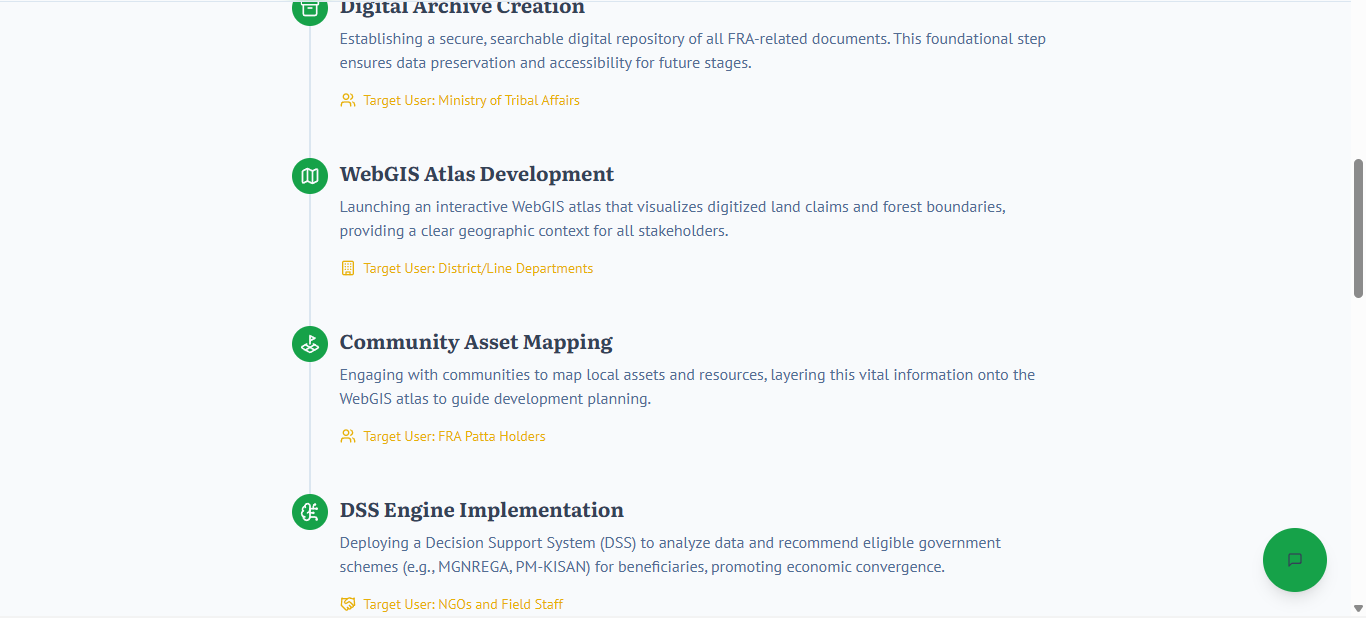 Digital Archive Creation
Establishing a secure, searchable digital repository of all FRA-related documents. This foundational step
ensures data preservation and accessibility for future stages.
Target User: Ministry of Tribal Affairs
WebGIS Atlas Development
Launching an interactive WebGIS atlas that visualizes digitized land claims and forest boundaries,
providing a clear geographic context for all stakeholders.
Target User: District/Line Departments
Community Asset Mapping
Engaging with communities to map local assets and resources, layering this vital information onto the
WebGIS atlas to guide development planning.
Target User: FRA Patta Holders
DSS Engine Implementation
Deploying a Decision Support System (DSS) to analyze data and recommend eligible government
schemes (e.g., MGNREGA, PM-KISAN) for beneficiaries, promoting economic convergence.
Target User: NGOs and Field Staff